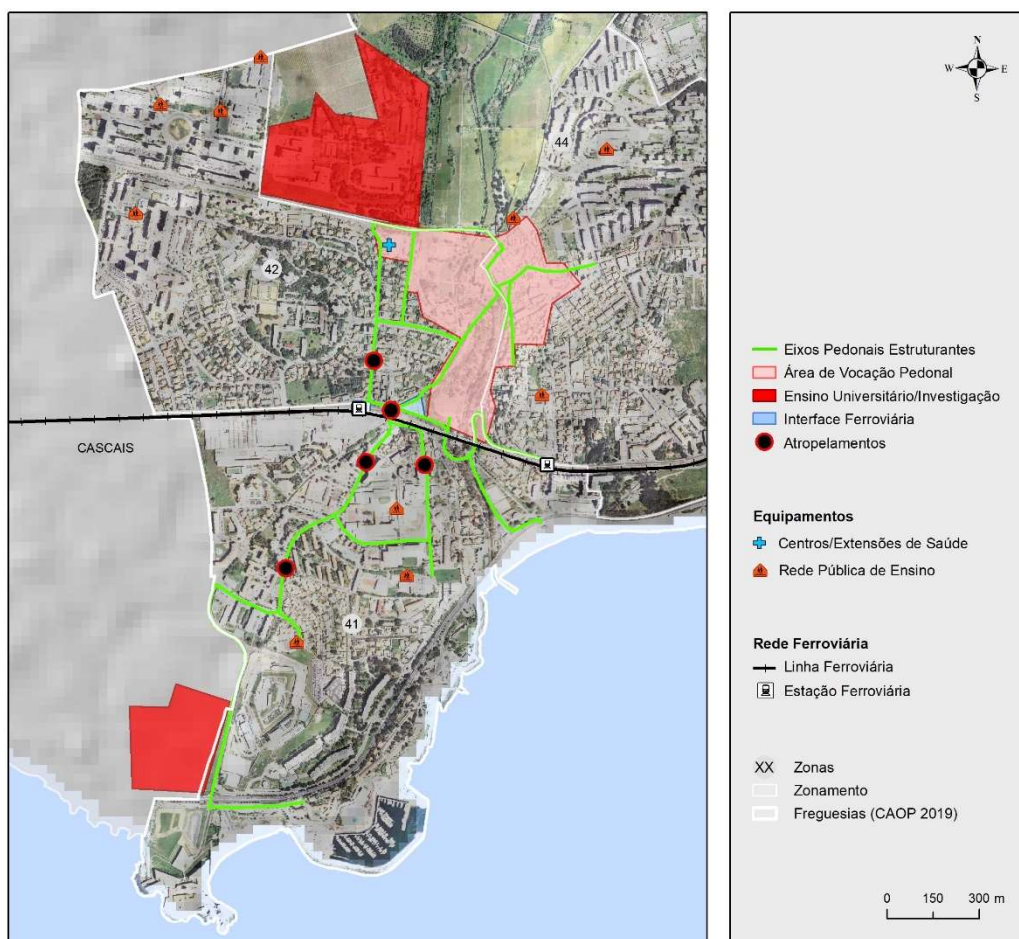 44
42
CASCAIS
41
N
W E
S
Eixos Pedonais Estruturantes
Área de Vocação Pedonal
Ensino Universitário/Investigação
Interface Ferroviária
Atropelamentos
Equipamentos
Centros/Extensões de Saúde
Rede Pública de Ensino
Rede Ferroviária
Linha Ferroviária
Estação Ferroviária
XX Zonas
Zonamento
Freguesias (CAOP 2019)
0 150 300 m